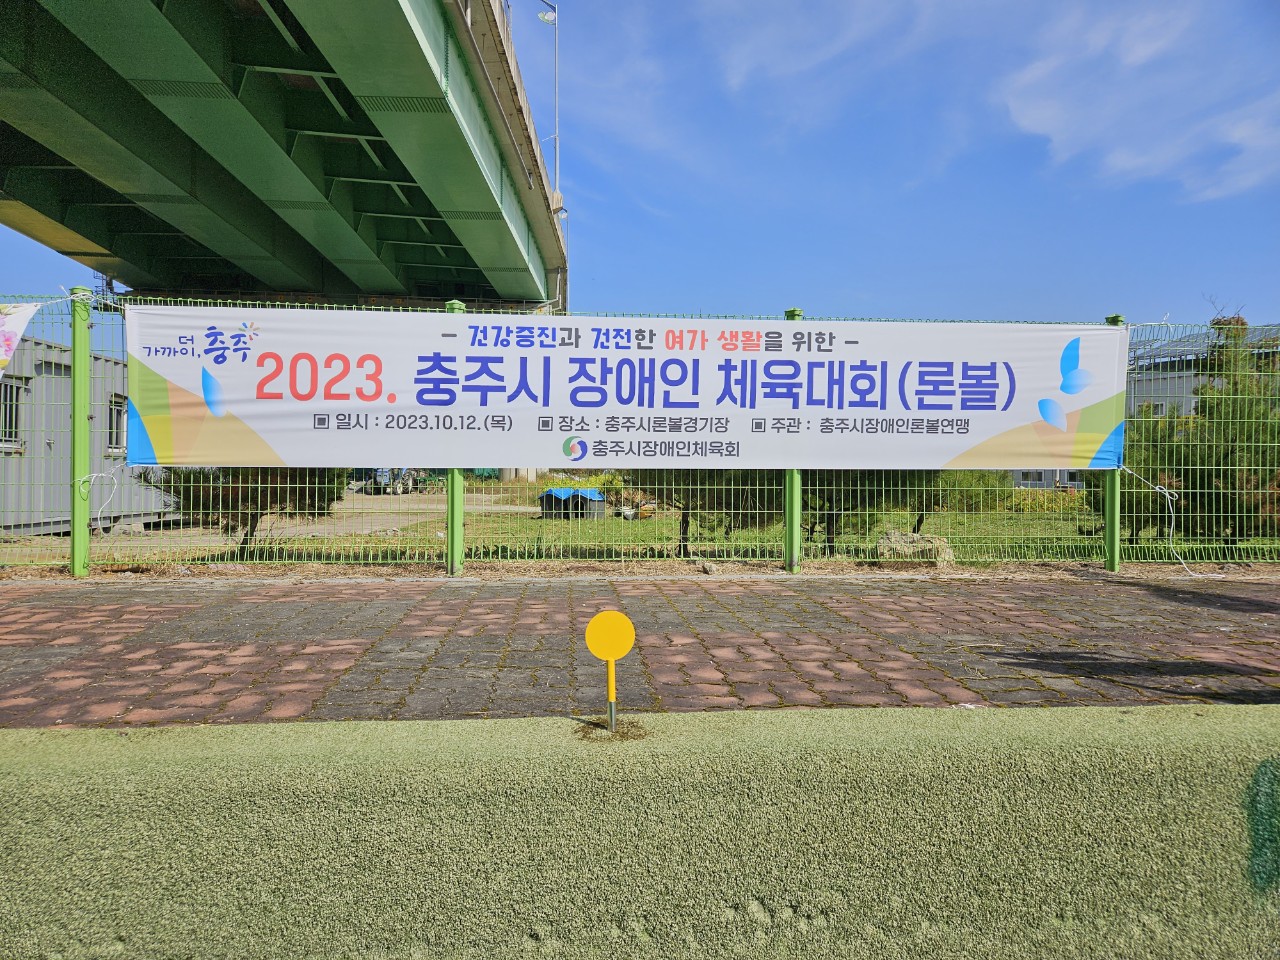 더
가까이, 충주
- 건강증진과 건전한 여가 생활을 위한 -
2023. 충주시 장애인 체육대회(론볼)
▣ 일시 : 2023.10.12.(목) ▣ 장소 : 충주시론볼경기장 ▣ 주관 : 충주시장애인론볼연맹
충주시장애인체육회